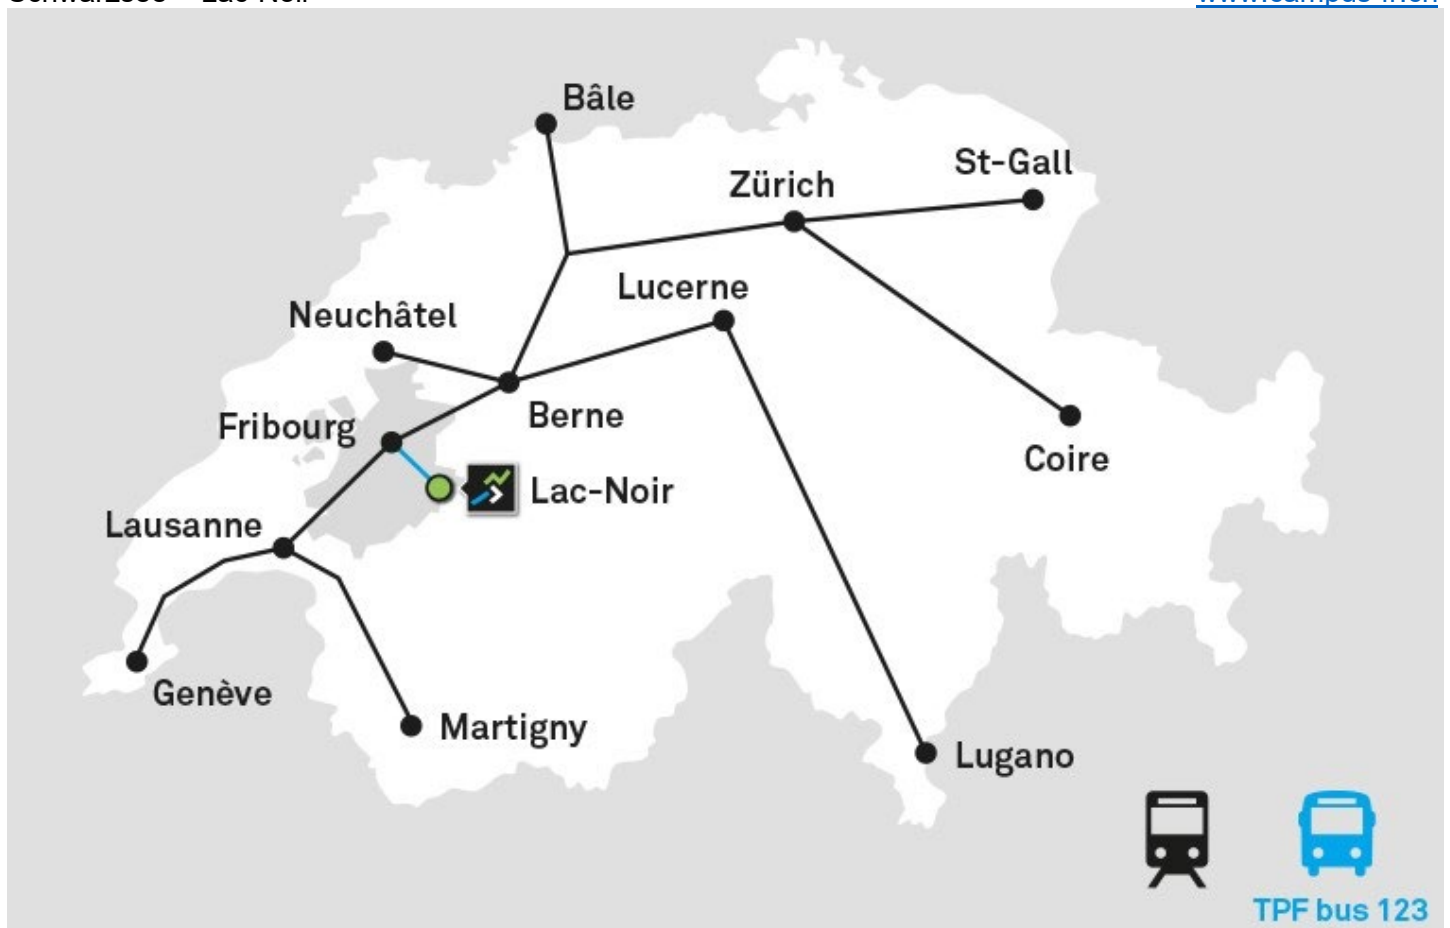 Bâle
St-Gall
Zürich
Lucerne
Neuchâtel
Berne
Fribourg
Coire
Lac-Noir
Lausanne
Genève
Martigny
Lugano
TPF bus 123